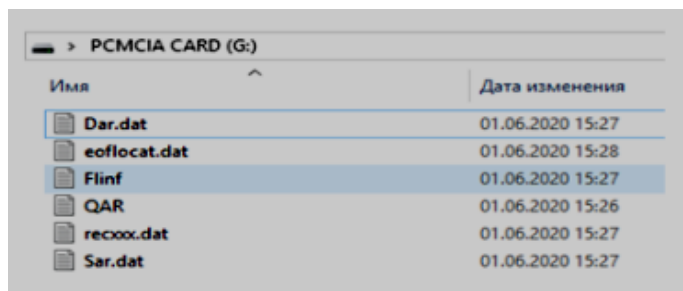 > PCMCIA CARD (G:)
Имя Дата изменения
Dar.dat 01.06.2020 15:27
eoflocat.dat 01.06.2020 15:28
Flinf 01.06.2020 15:27
QAR 01.06.2020 15:26
recxxx.dat 01.06.2020 15:27
Sar.dat 01.06.2020 15:27